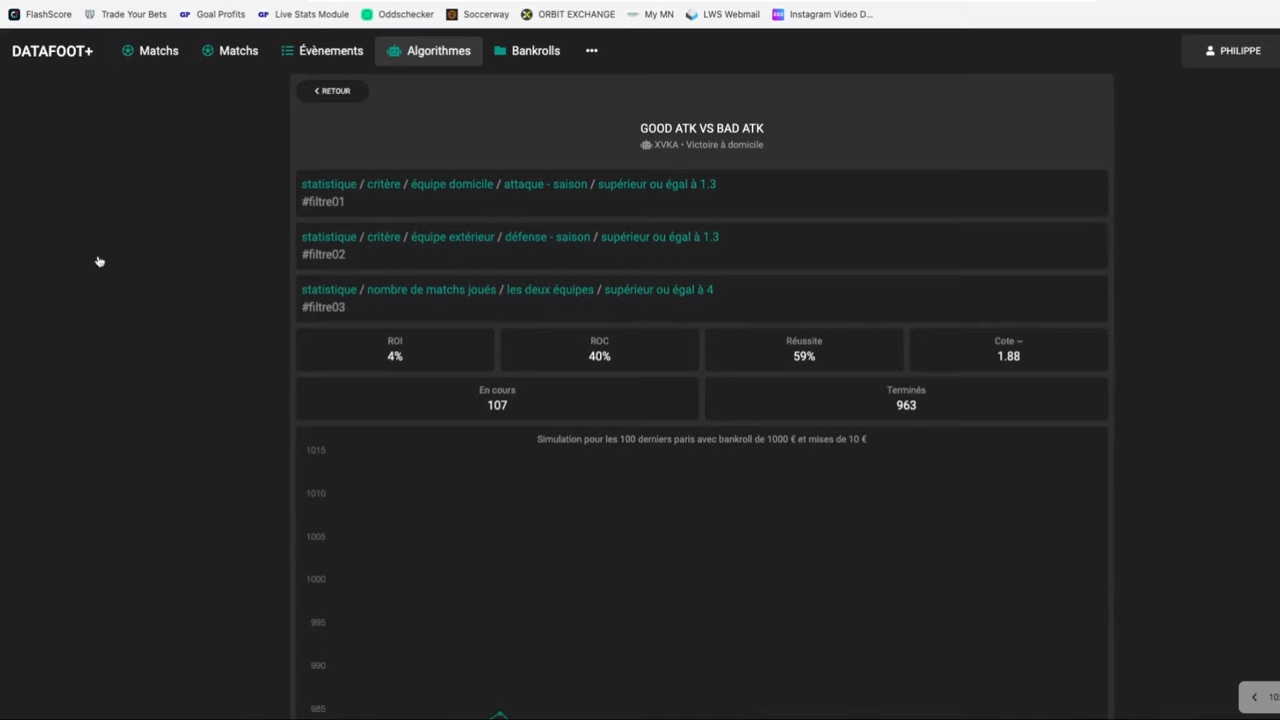 FlashScore Trade Your Bets Goal Profits Live Stats Module Oddschecker Soccerway ORBIT EXCHANGE My MN LWS Webmail Instagram Video D...
DATAFOOT+ Matchs Matchs Évènements Algorithmes Bankrolls ••• PHILIPPE
< RETOUR
GOOD ATK VS BAD ATK
XVKA • Victoire à domicile
statistique / critère / équipe domicile / attaque - saison / supérieur ou égal à 1.3
#filtre01
statistique / critère / équipe extérieur / défense - saison / supérieur ou égal à 1.3
#filtre02
statistique / nombre de matchs joués / les deux équipes / supérieur ou égal à 4
#filtre03
ROI ROC Réussite Cote ~
4% 40% 59% 1.88
En cours Terminés
107 963
Simulation pour les 100 derniers paris avec bankroll de 1000 € et mises de 10 €
1015
1010
1005
1000
995
990
985